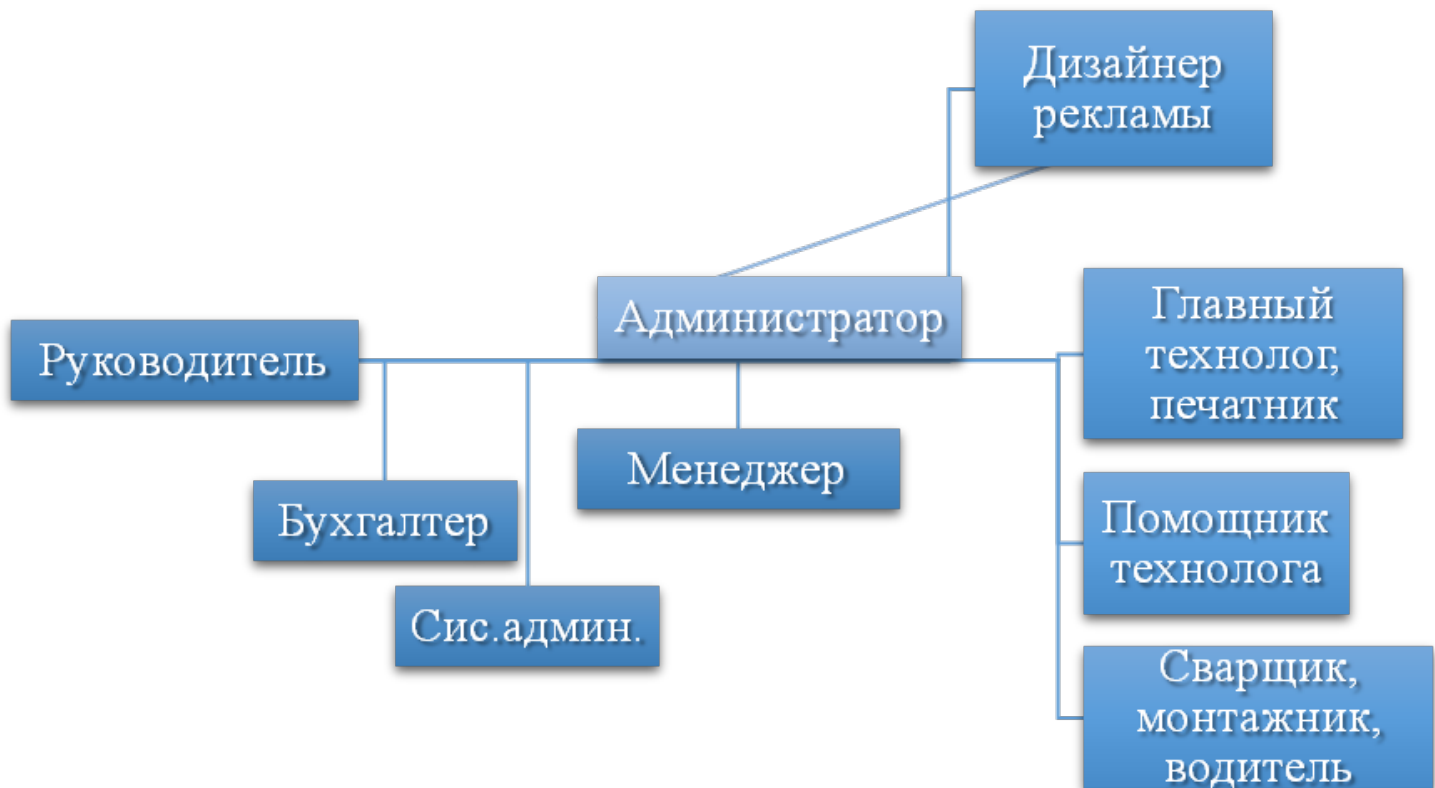 Дизайнер
рекламы
Администратор
Руководитель
Главный
технолог,
печатник
Менеджер
Бухгалтер
Помощник
технолога
Сис.админ.
Сварщик,
монтажник,
водитель